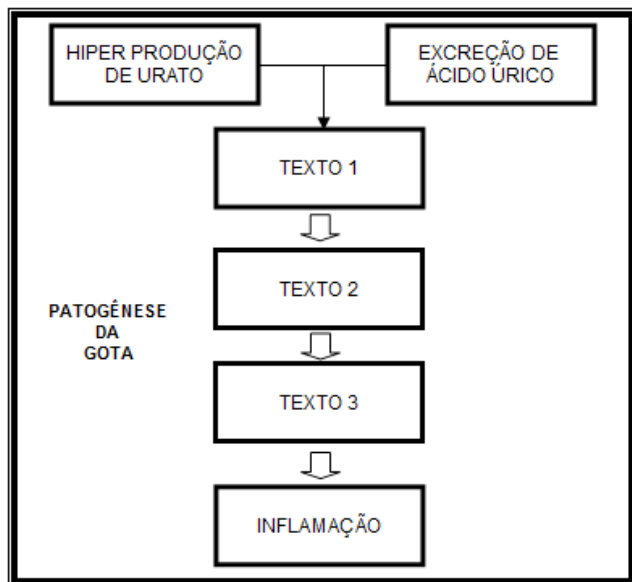 HIPER PRODUÇÃO
DE URATO
EXCREÇÃO DE
ÁCIDO ÚRICO
TEXTO 1
TEXTO 2
PATOGÊNESE
DA
GOTA
TEXTO 3
INFLAMAÇÃO